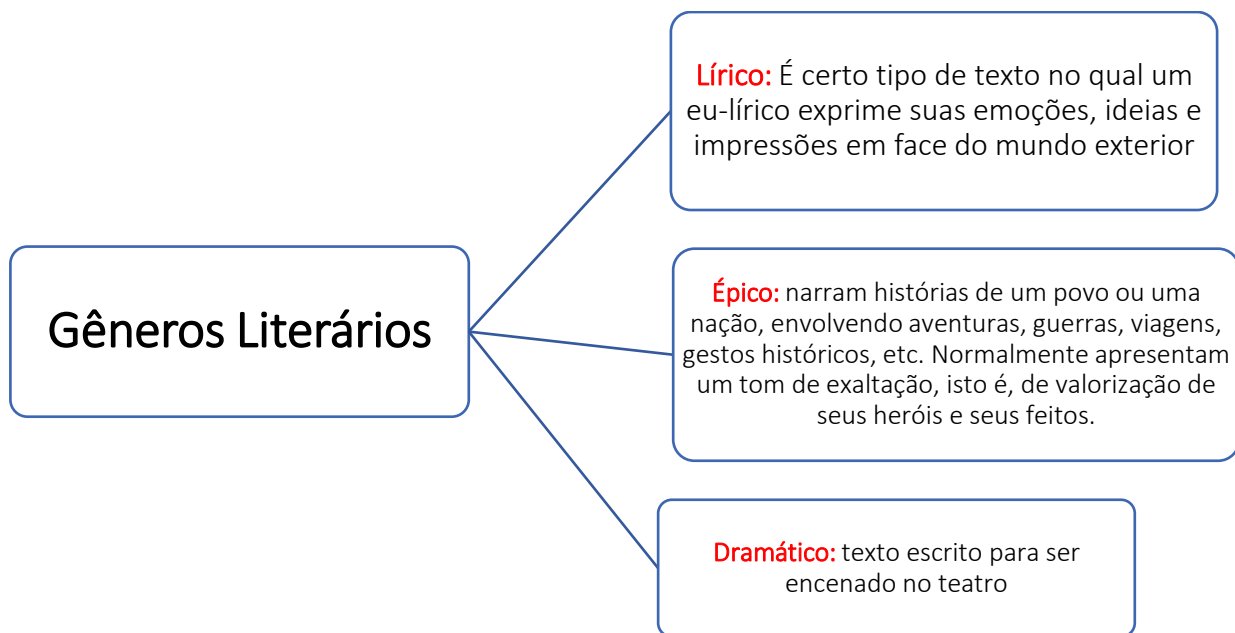 Gêneros Literários
Lírico: É certo tipo de texto no qual um
eu-lírico exprime suas emoções, ideias e
impressões em face do mundo exterior
Épico: narram histórias de um povo ou uma
nação, envolvendo aventuras, guerras, viagens,
gestos históricos, etc. Normalmente apresentam
um tom de exaltação, isto é, de valorização de
seus heróis e seus feitos.
Dramático: texto escrito para ser
encenado no teatro